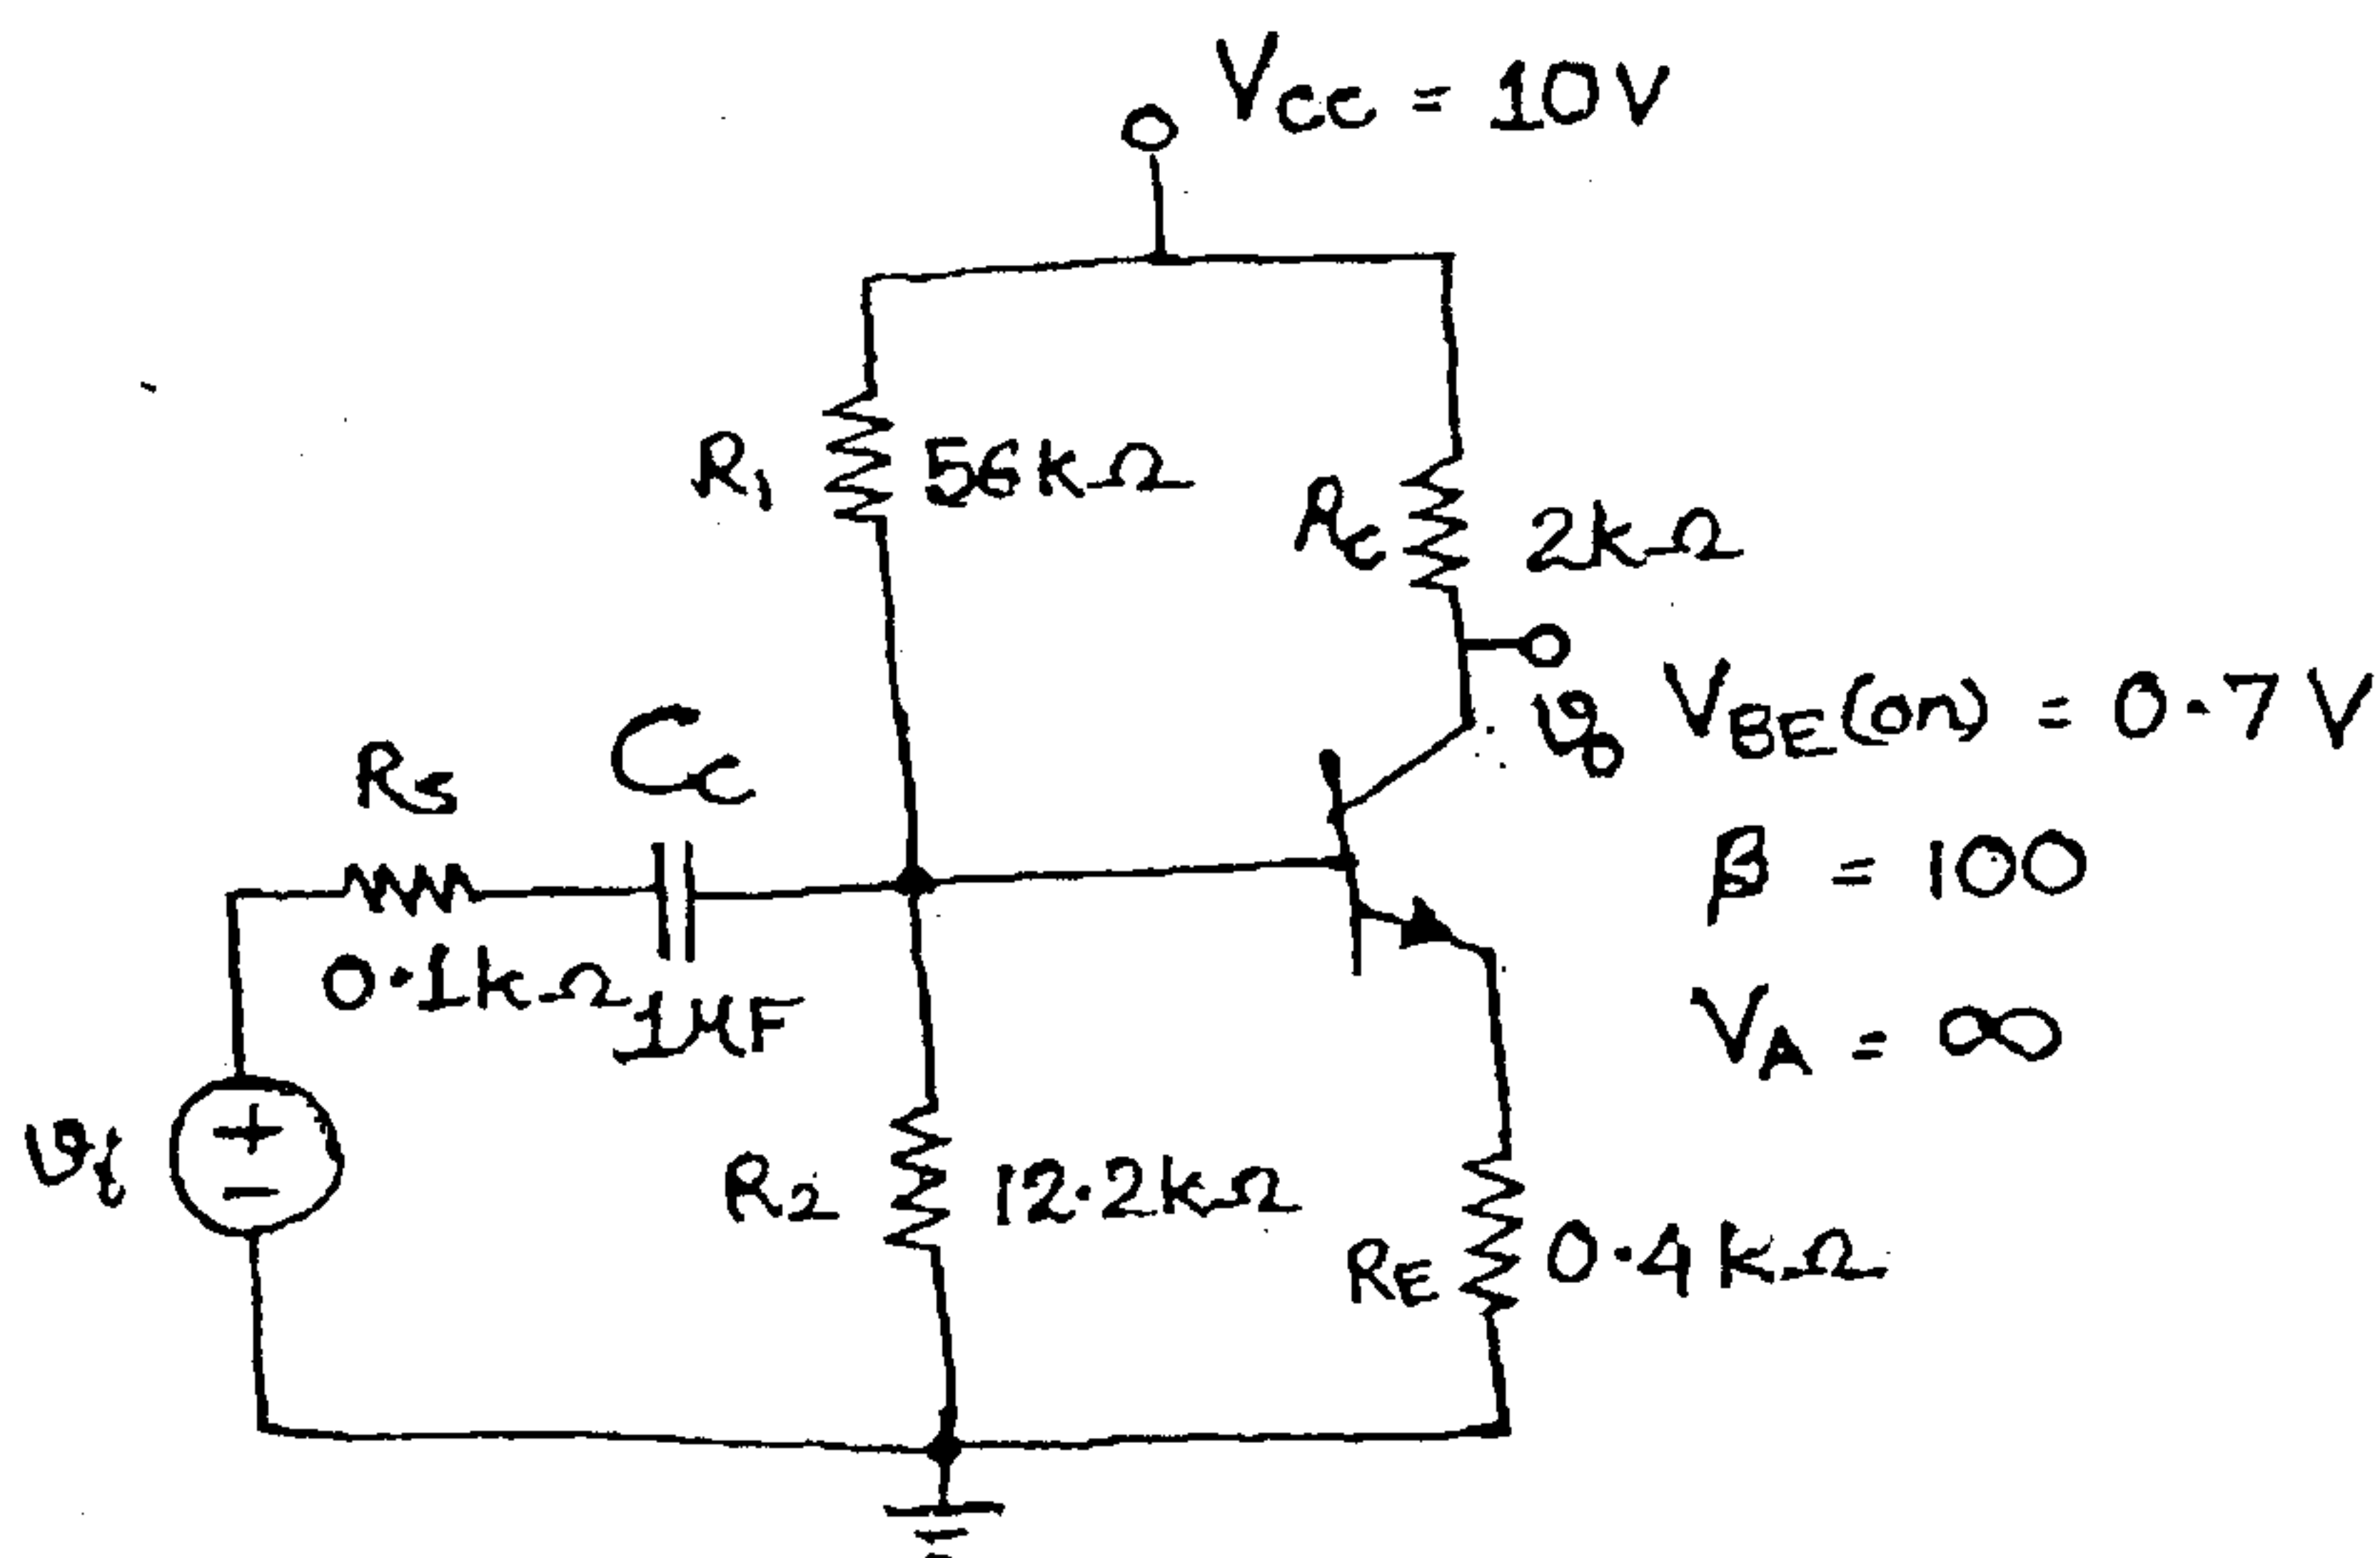 VCC = 10V
R1 56kΩ
RC 2kΩ
vo
VBE(on) = 0.7 V
RS
CC
β = 100
0.1kΩ
1μF
VA = ∞
vi
+
−
R2 12.2kΩ
RE 0.4kΩ